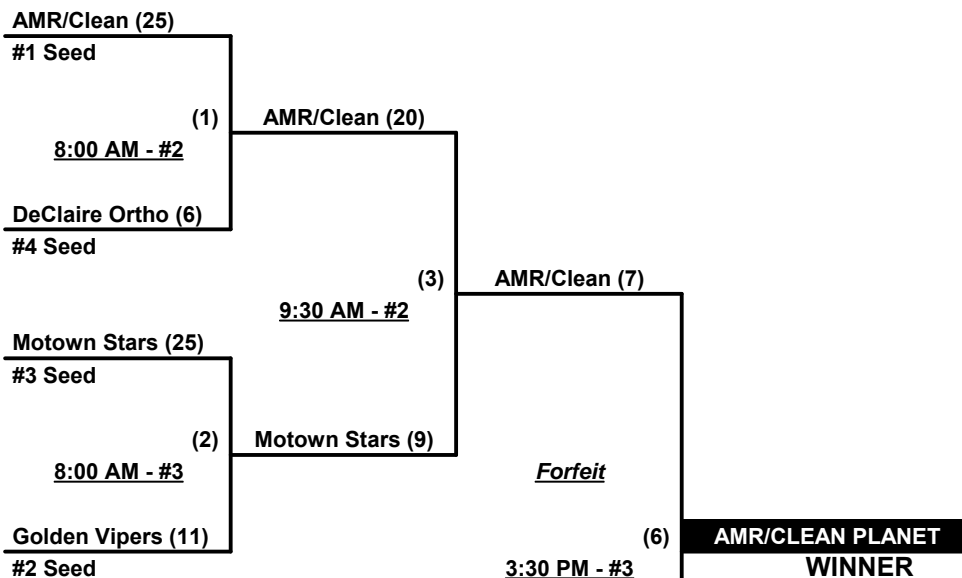 AMR/Clean (25)
#1 Seed
(1)
AMR/Clean (20)
8:00 AM - #2
DeClaire Ortho (6)
#4 Seed
(3)
AMR/Clean (7)
9:30 AM - #2
Motown Stars (25)
#3 Seed
(2)
Motown Stars (9)
8:00 AM - #3
Forfeit
Golden Vipers (11)
(6)
AMR/CLEAN PLANET
#2 Seed
3:30 PM - #3
WINNER